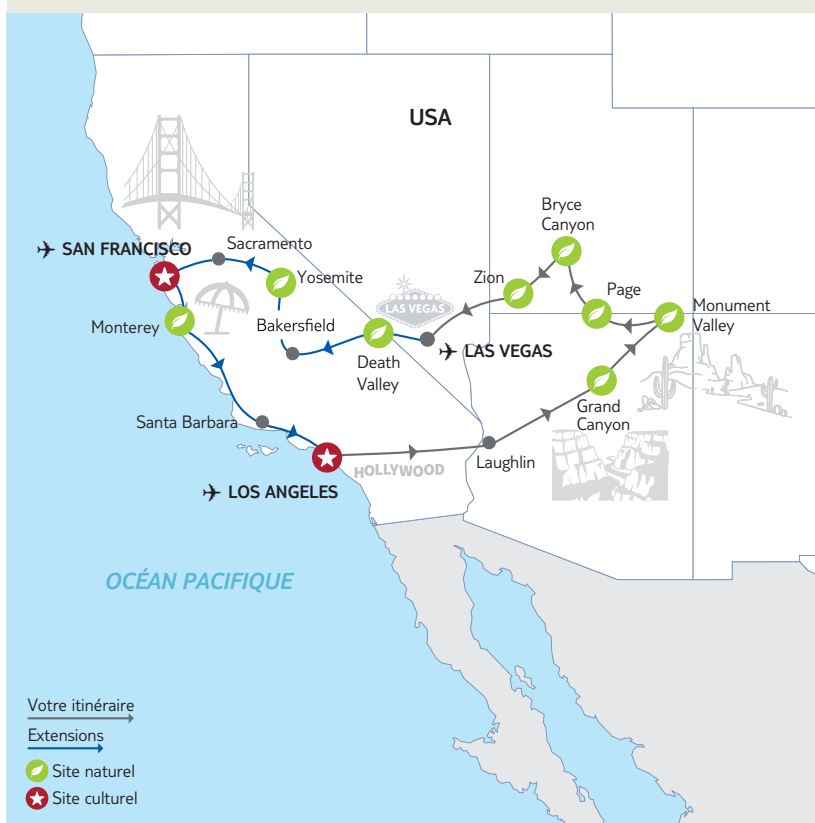 USA
Bryce
Canyon
SAN FRANCISCO
Sacramento
Yosemite
Zion
Page
Monument
Valley
LAS VEGAS
Monterey
Bakersfield
Death
Valley
LAS VEGAS
Grand
Canyon
Santa Barbara
Laughlin
HOLLYWOOD
LOS ANGELES
OCÉAN PACIFIQUE
Votre itinéraire
Extensions
Site naturel
Site culturel